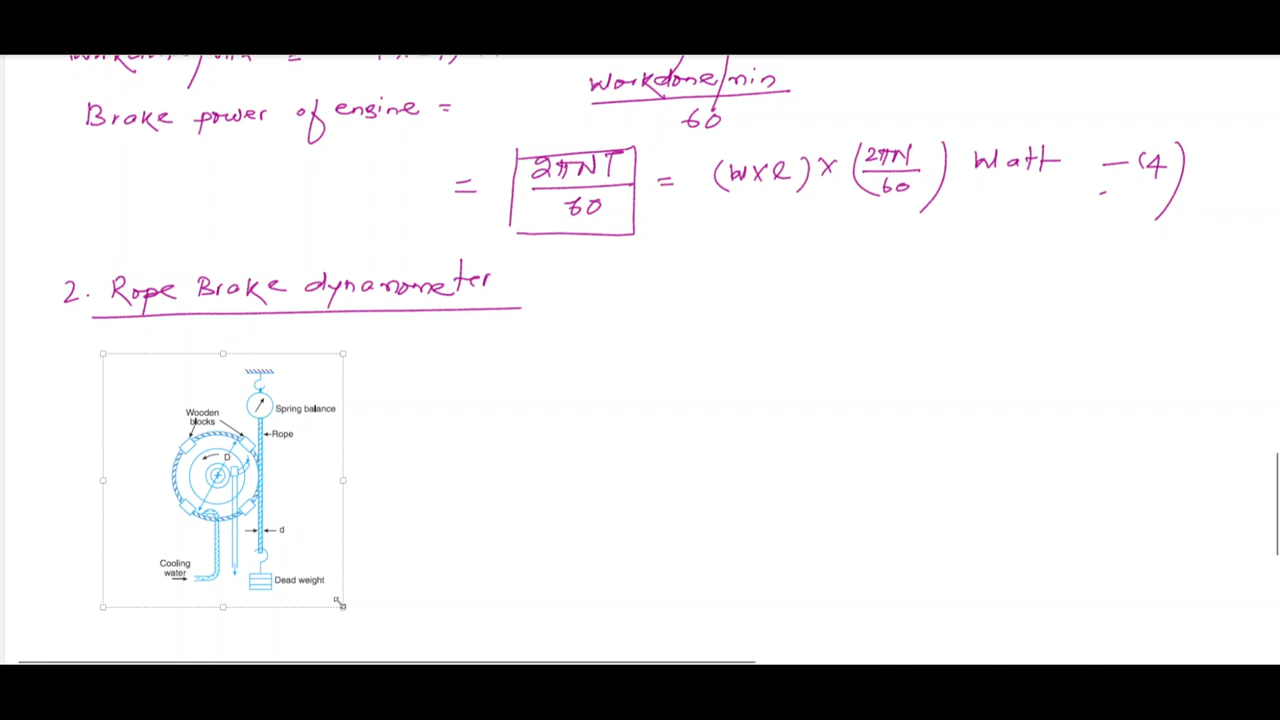 workdone/min
Brake power of engine =
60
= 2πNT / 60 = (W×l) × (2πN / 60) Watt — (4)
2. Rope Brake dynamometer
Wooden
blocks
Spring balance
Rope
D
d
Cooling
water
Dead weight